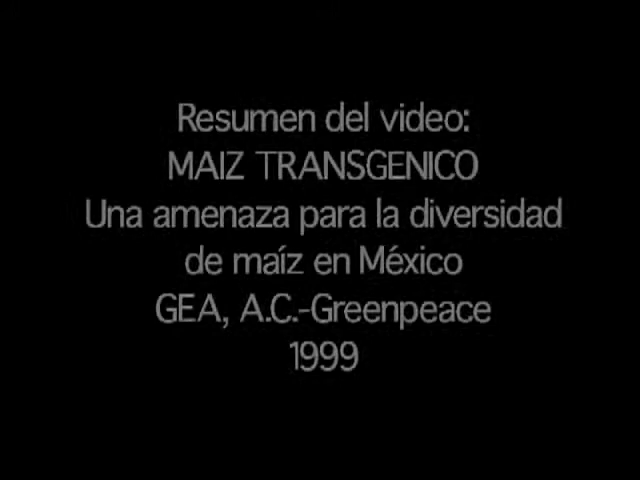 Resumen del video:
MAIZ TRANSGENICO
Una amenaza para la diversidad
de maíz en México
GEA, A.C.-Greenpeace
1999